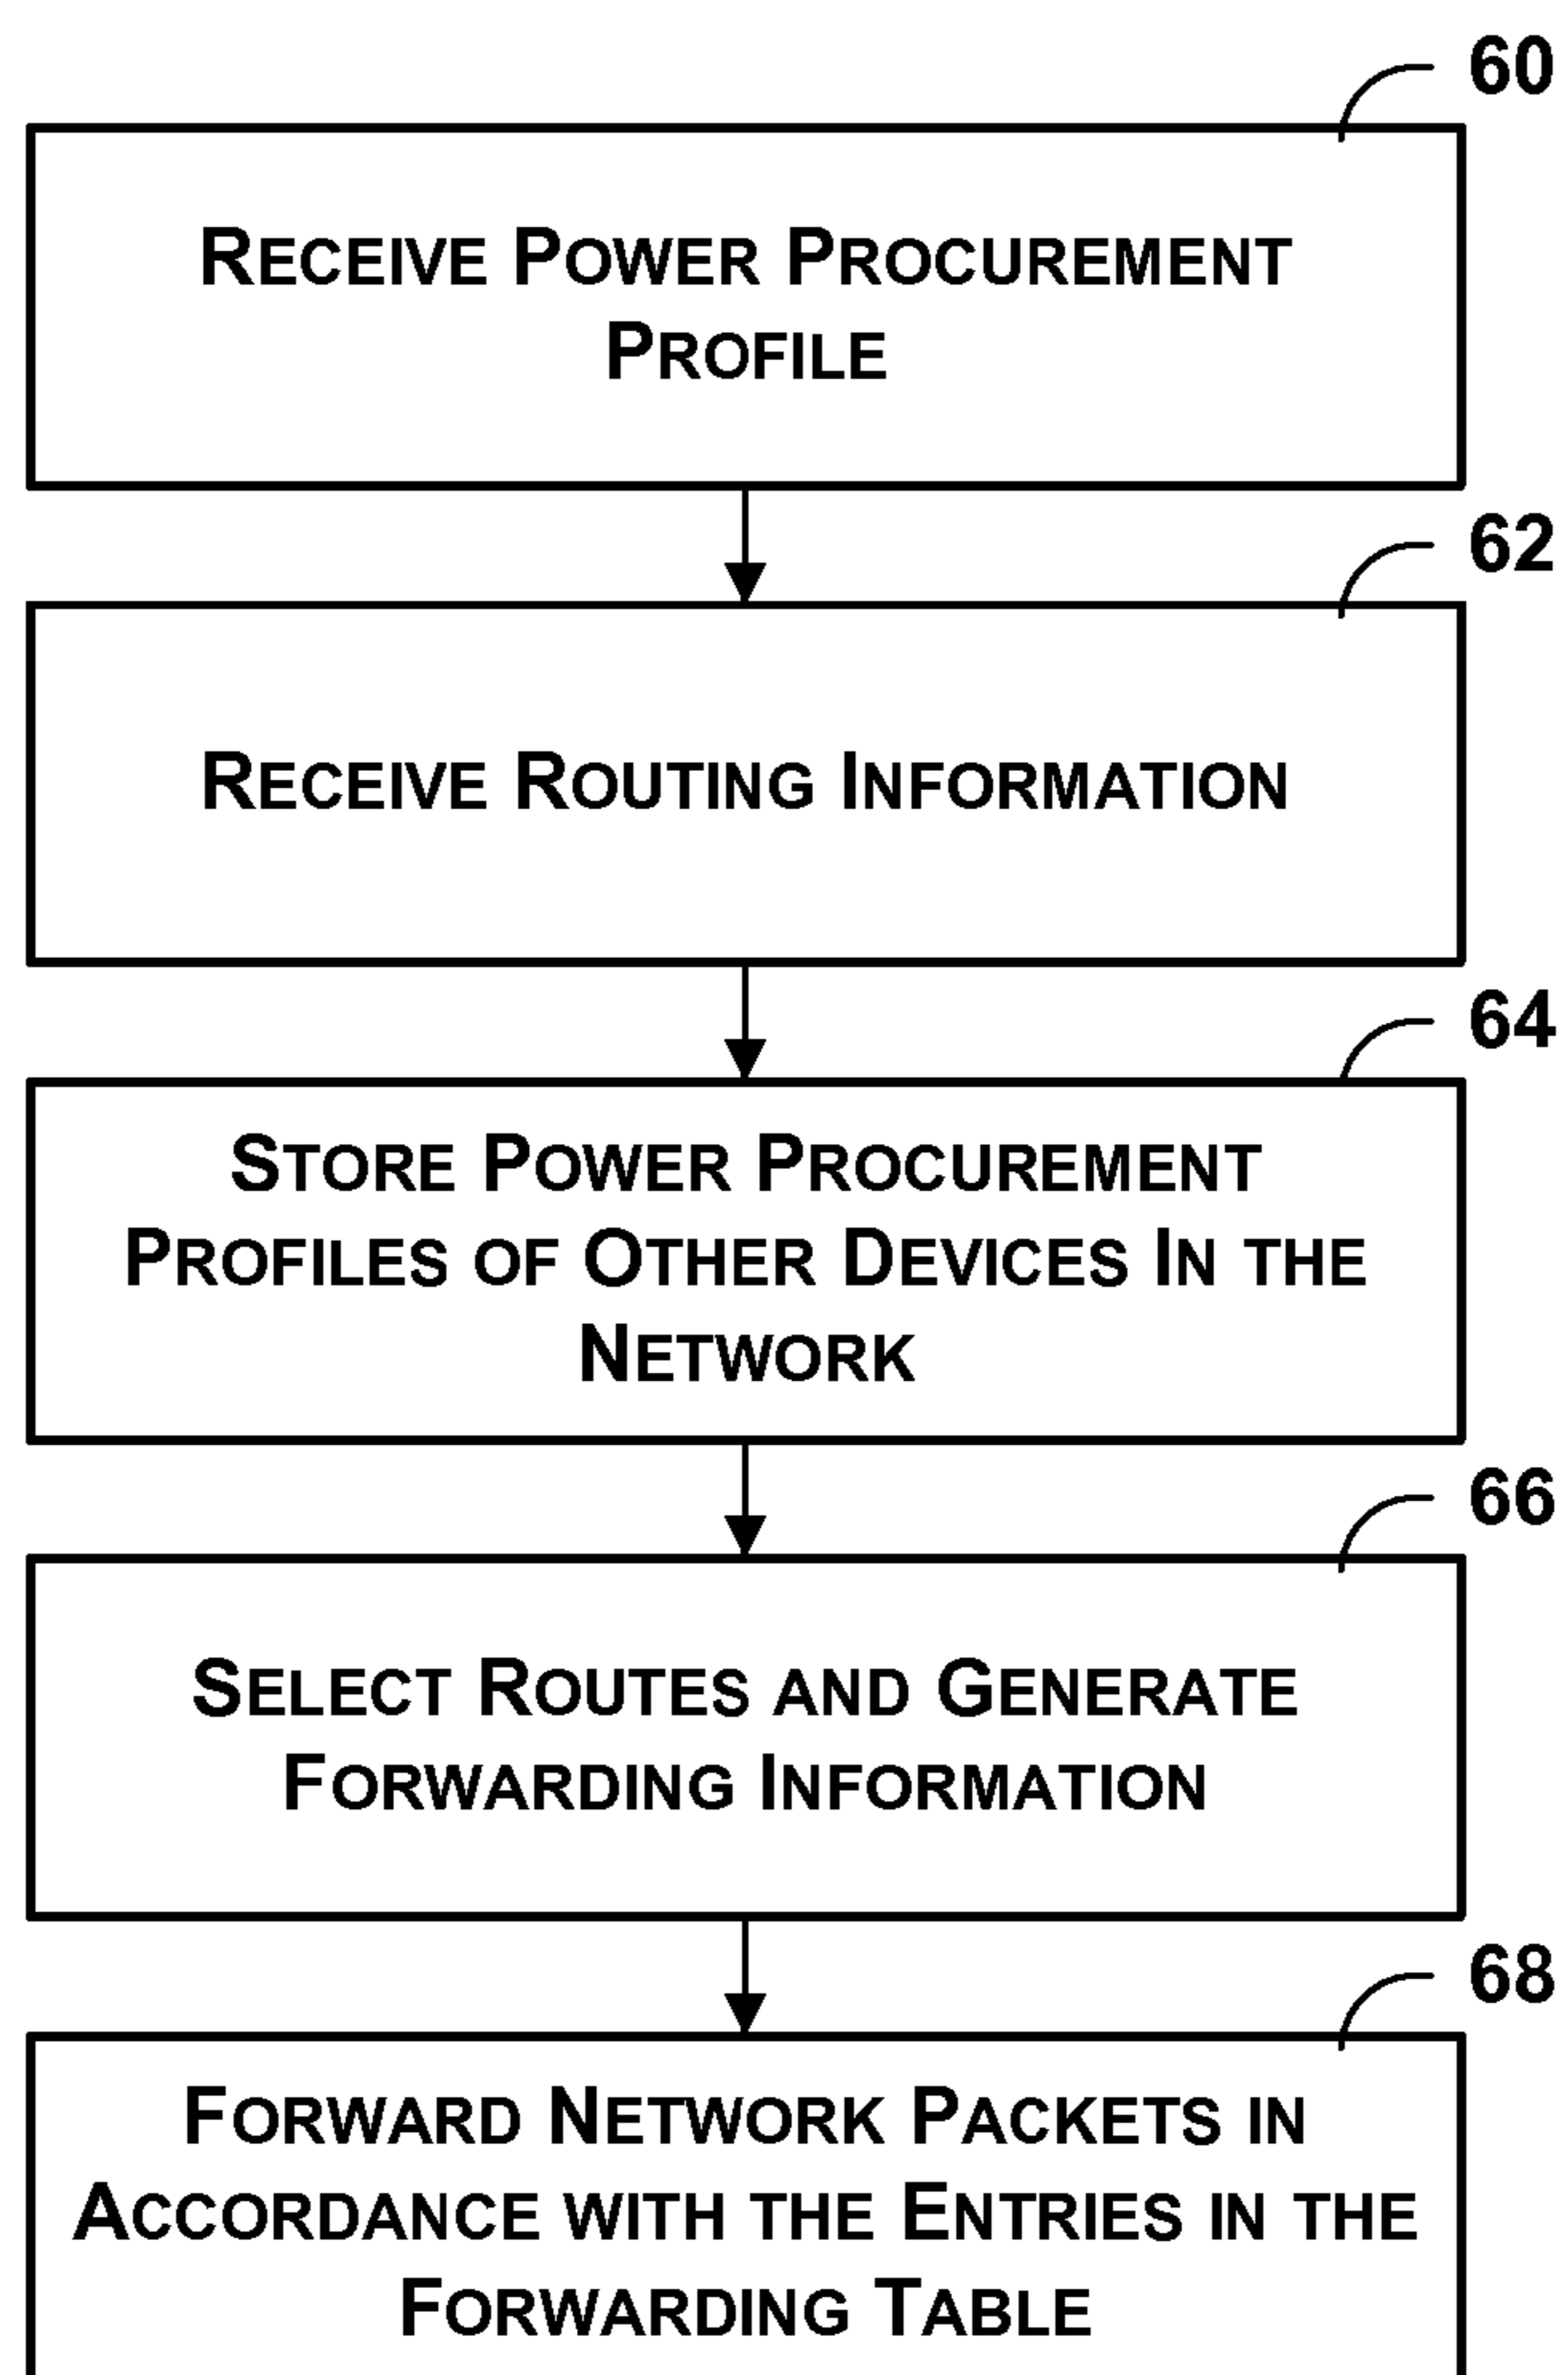 60
RECEIVE POWER PROCUREMENT
PROFILE
62
RECEIVE ROUTING INFORMATION
64
STORE POWER PROCUREMENT
PROFILES OF OTHER DEVICES IN THE
NETWORK
66
SELECT ROUTES AND GENERATE
FORWARDING INFORMATION
68
FORWARD NETWORK PACKETS IN
ACCORDANCE WITH THE ENTRIES IN THE
FORWARDING TABLE